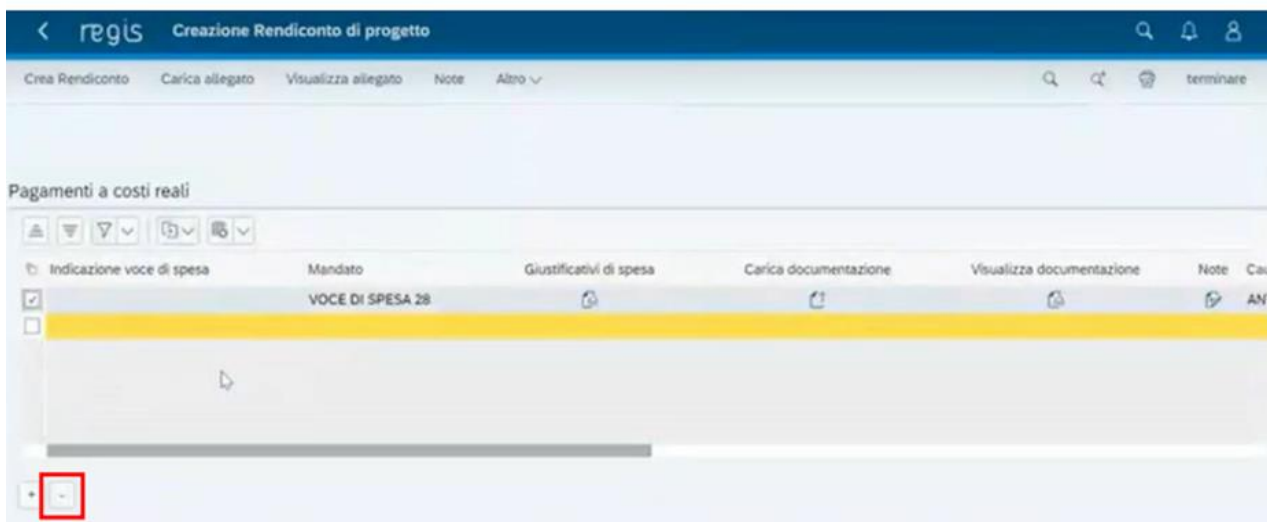 regis Creazione Rendiconto di progetto
Crea Rendiconto Carica allegato Visualizza allegato Note Altro terminare
Pagamenti a costi reali
Indicazione voce di spesa Mandato Giustificativi di spesa Carica documentazione Visualizza documentazione Note Cau
VOCE DI SPESA 28 AN
+ -